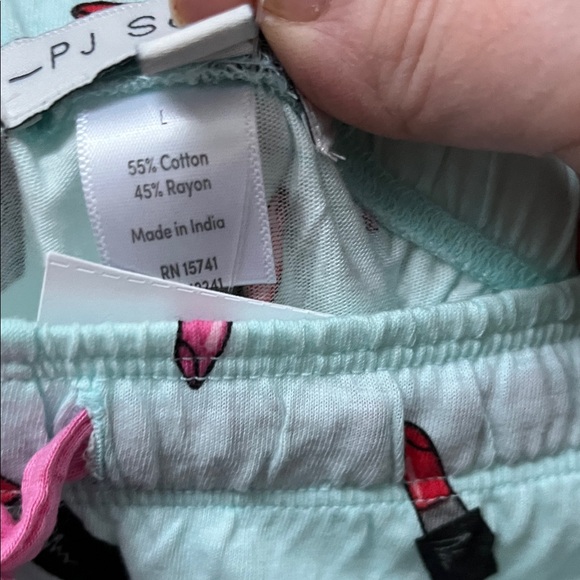 PJ
L
55% Cotton
45% Rayon
Made in India
RN 15741